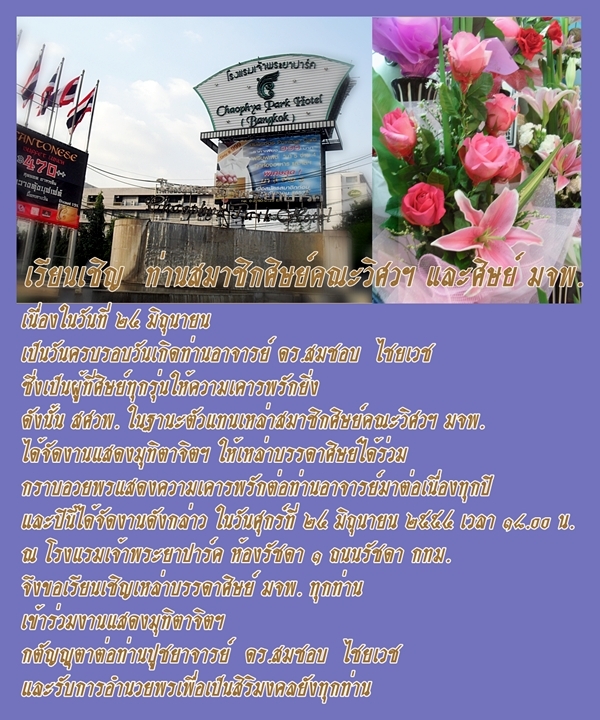 โรงแรมเจ้าพระยาปาร์ค
Chaophya Park Hotel
( Bangkok )
470++
เรียนเชิญ ท่านสมาชิกศิษย์คณะวิศวฯ และศิษย์ มจพ.
เนื่องในวันที่ ๒๔ มิถุนายน
เป็นวันครบรอบวันเกิดท่านอาจารย์ ดร.สมชอบ ไชยเวช
ซึ่งเป็นผู้ที่ศิษย์ทุกรุ่นให้ความเคารพรักยิ่ง
ดังนั้น สศวพ. ในฐานะตัวแทนเหล่าสมาชิกศิษย์คณะวิศวฯ มจพ.
ได้จัดงานแสดงมุทิตาจิตฯ ให้เหล่าบรรดาศิษย์ได้ร่วม
กราบอวยพรแสดงความเคารพรักต่อท่านอาจารย์มาต่อเนื่องทุกปี
และปีนี้ได้จัดงานดังกล่าว ในวันศุกร์ที่ ๒๔ มิถุนายน ๒๕๕๔ เวลา ๑๘.๐๐ น.
ณ โรงแรมเจ้าพระยาปาร์ค ห้องรัชดา ๑ ถนนรัชดา กทม.
จึงขอเรียนเชิญเหล่าบรรดาศิษย์ มจพ. ทุกท่าน
เข้าร่วมงานแสดงมุทิตาจิตฯ
กตัญญุตาต่อท่านปูชยาจารย์ ดร.สมชอบ ไชยเวช
และรับการอำนวยพรเพื่อเป็นสิริมงคลยังทุกท่าน